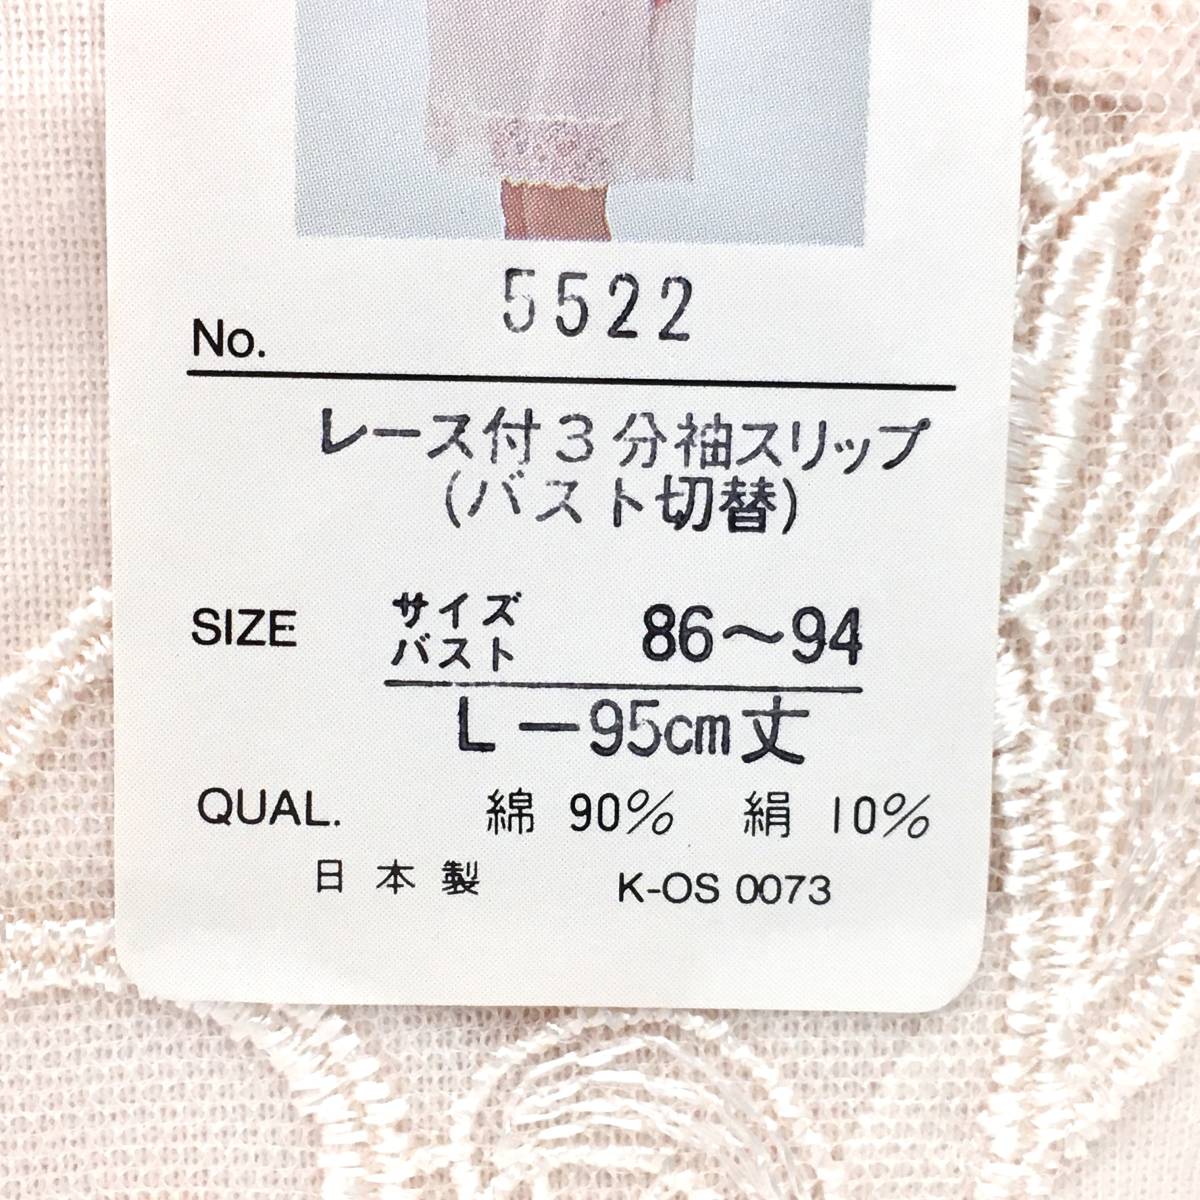 No. 5522
レース付3分袖スリップ
(バスト切替)
SIZE サイズ
バスト 86〜94
L－95cm丈
QUAL. 綿 90% 絹 10%
日本製 K-OS 0073